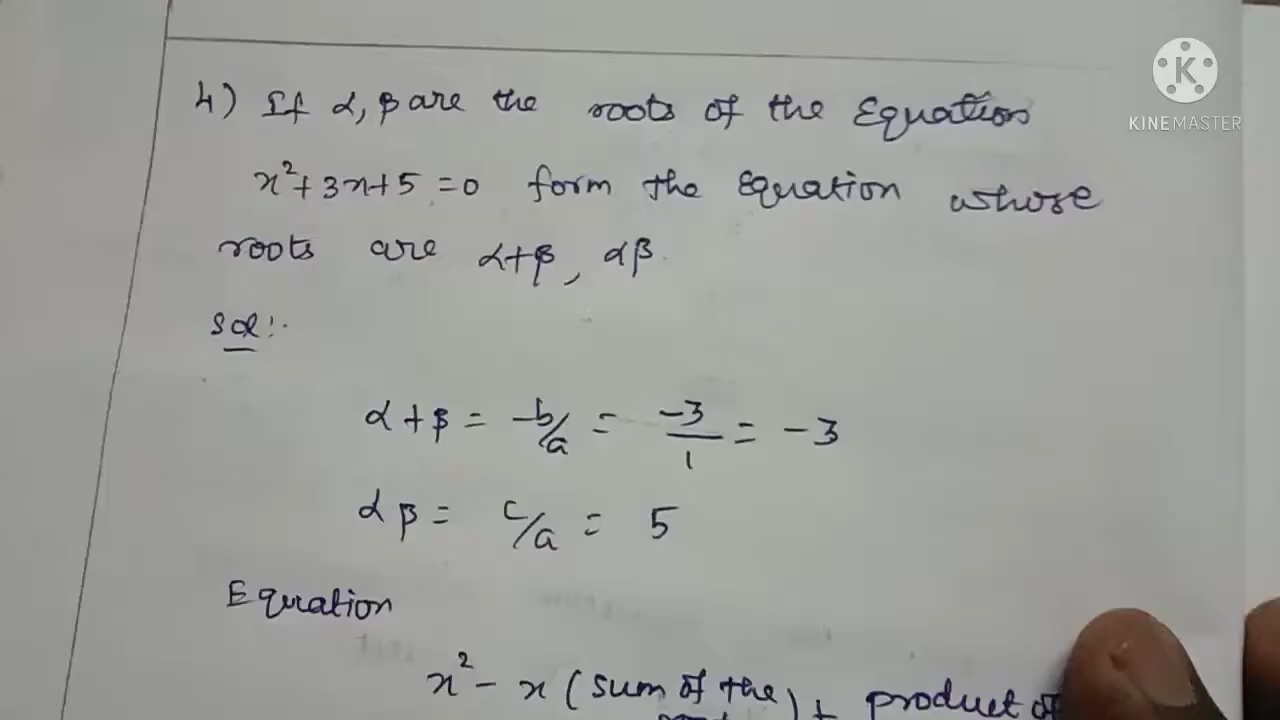 K
KINEMASTER
4) If α, β are the roots of the Equation
x²+3x+5=0 form the Equation whose
roots are α+β, αβ.
Sol:-
α+β = -b/a = -3/1 = -3
αβ = c/a = 5
Equation
x² - x (sum of the) + product of